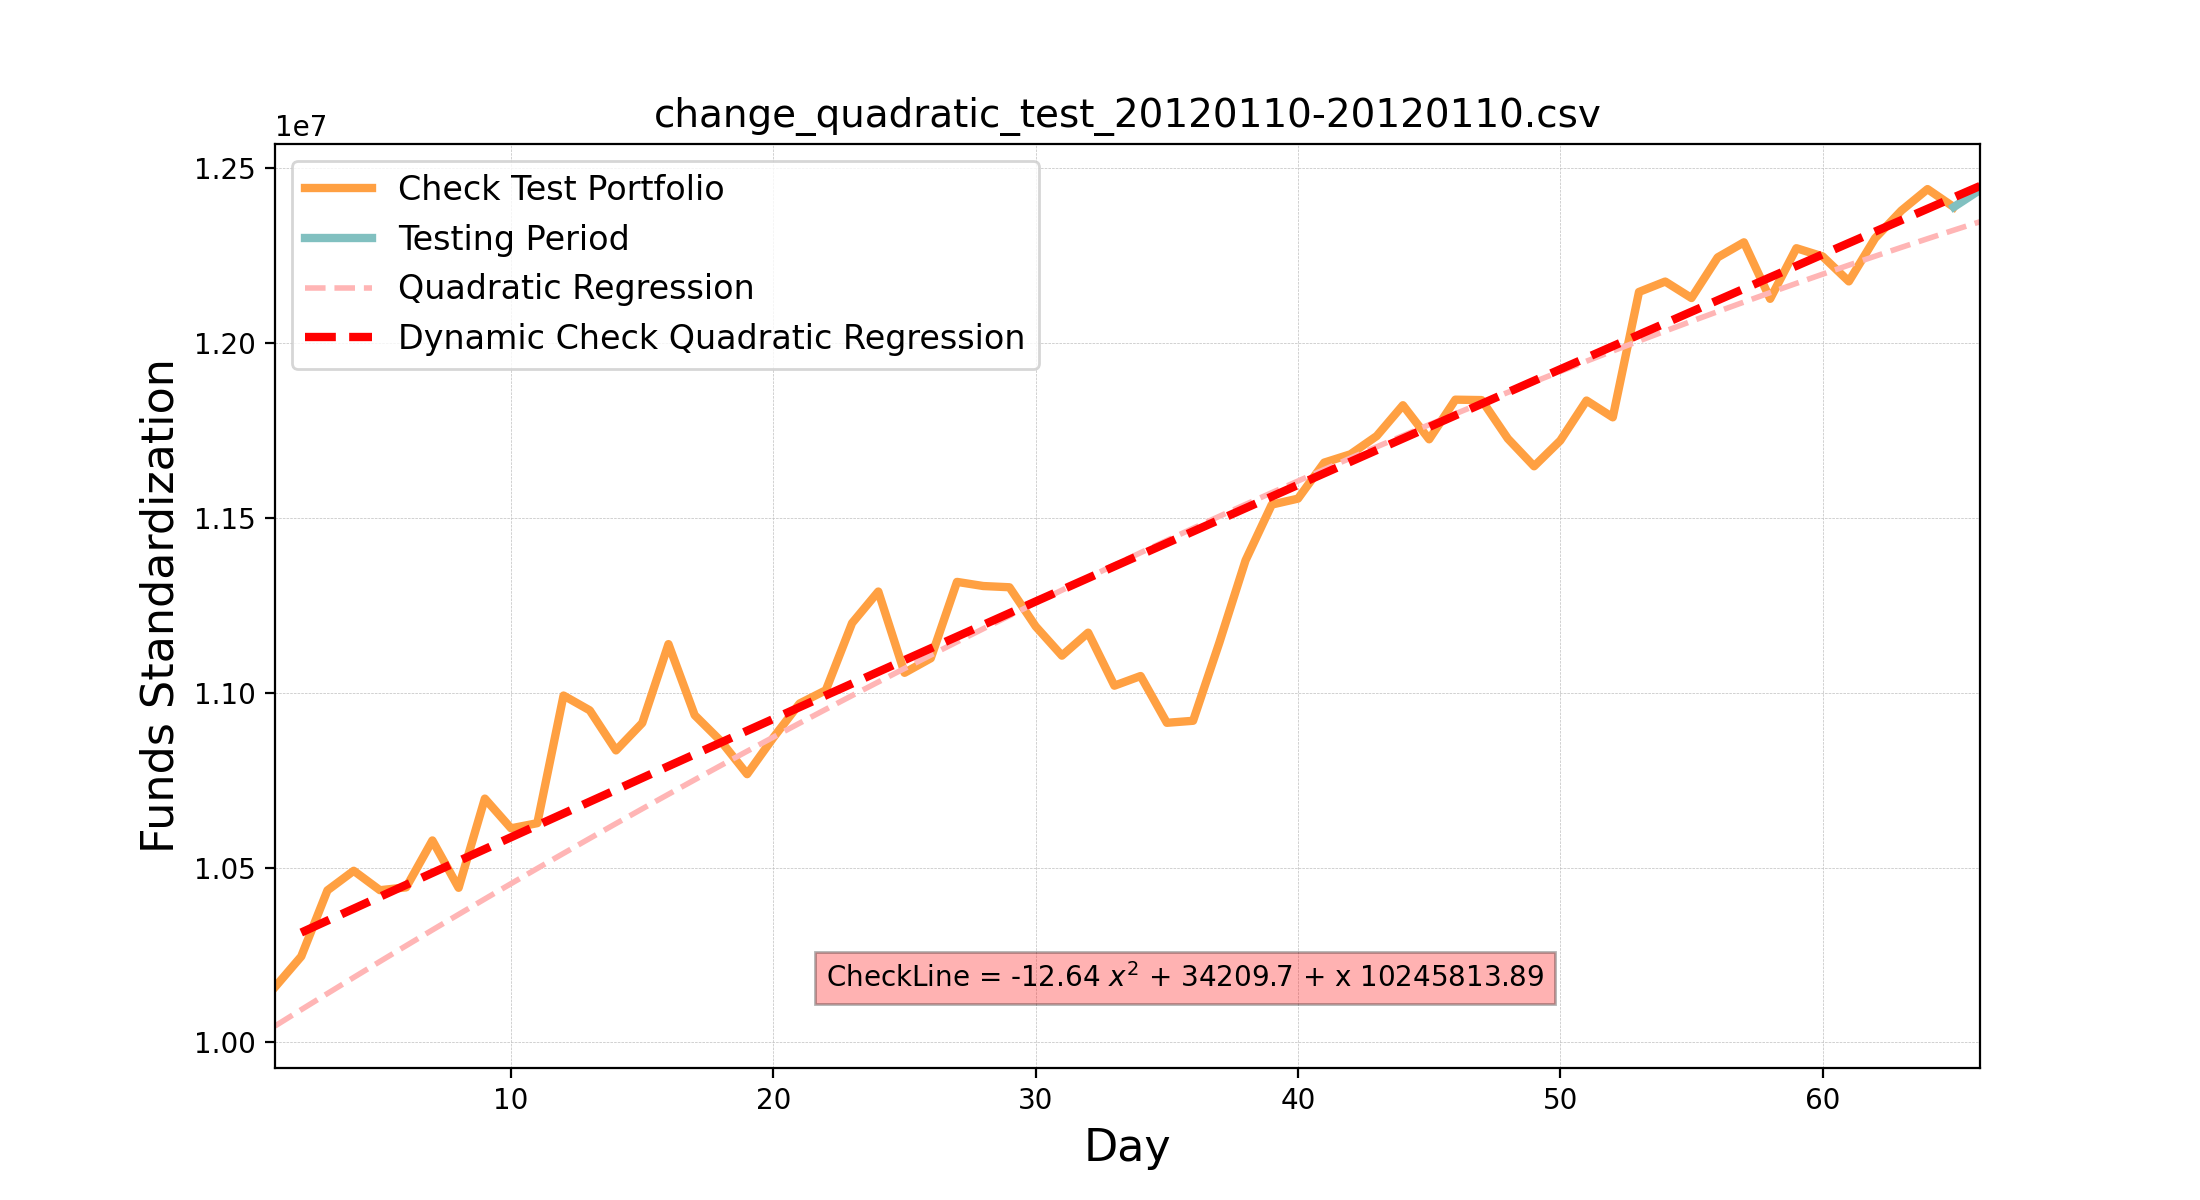 change_quadratic_test_20120110-20120110.csv
1e7
1.25
1.20
1.15
1.10
1.05
1.00
Funds Standardization
Check Test Portfolio
Testing Period
Quadratic Regression
Dynamic Check Quadratic Regression
CheckLine = -12.64 x² + 34209.7 + x 10245813.89
10 20 30 40 50 60
Day